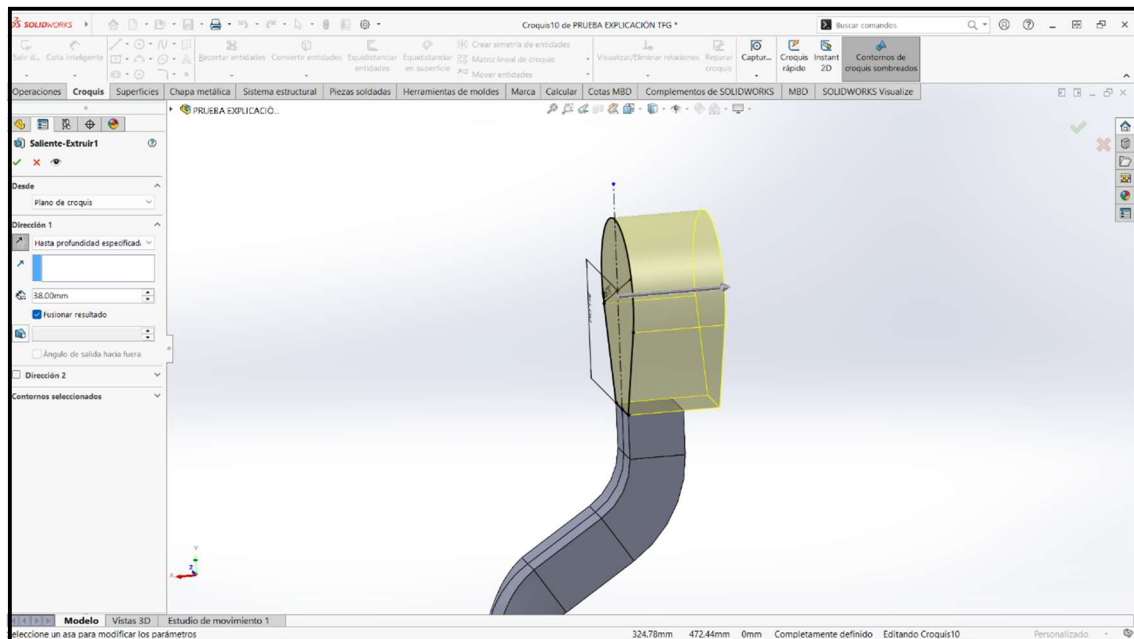 SOLIDWORKS
Croquis10 de PRUEBA EXPLICACIÓN TFG *
Buscar comandos
Salir d...
Cota inteligente
Recortar entidades
Convertir entidades
Equidistanciar entidades
Equidistanciar en superficie
Crear simetría de entidades
Matriz lineal de croquis
Mover entidades
Visualizar/Eliminar relaciones
Reparar croquis
Captur...
Croquis rápido
Instant 2D
Contornos de croquis sombreados
Operaciones
Croquis
Superficies
Chapa metálica
Sistema estructural
Piezas soldadas
Herramientas de moldes
Marca
Calcular
Cotas MBD
Complementos de SOLIDWORKS
MBD
SOLIDWORKS Visualize
PRUEBA EXPLICACIÓ...
Saliente-Extruir1
Desde
Plano de croquis
Dirección 1
Hasta profundidad especificad
38.00mm
Fusionar resultado
Ángulo de salida hacia fuera
Dirección 2
Contornos seleccionados
Y
X
Z
Modelo
Vistas 3D
Estudio de movimiento 1
eleccione un asa para modificar los parámetros
324.78mm
472.44mm
0mm
Completamente definido
Editando Croquis10
Personalizado